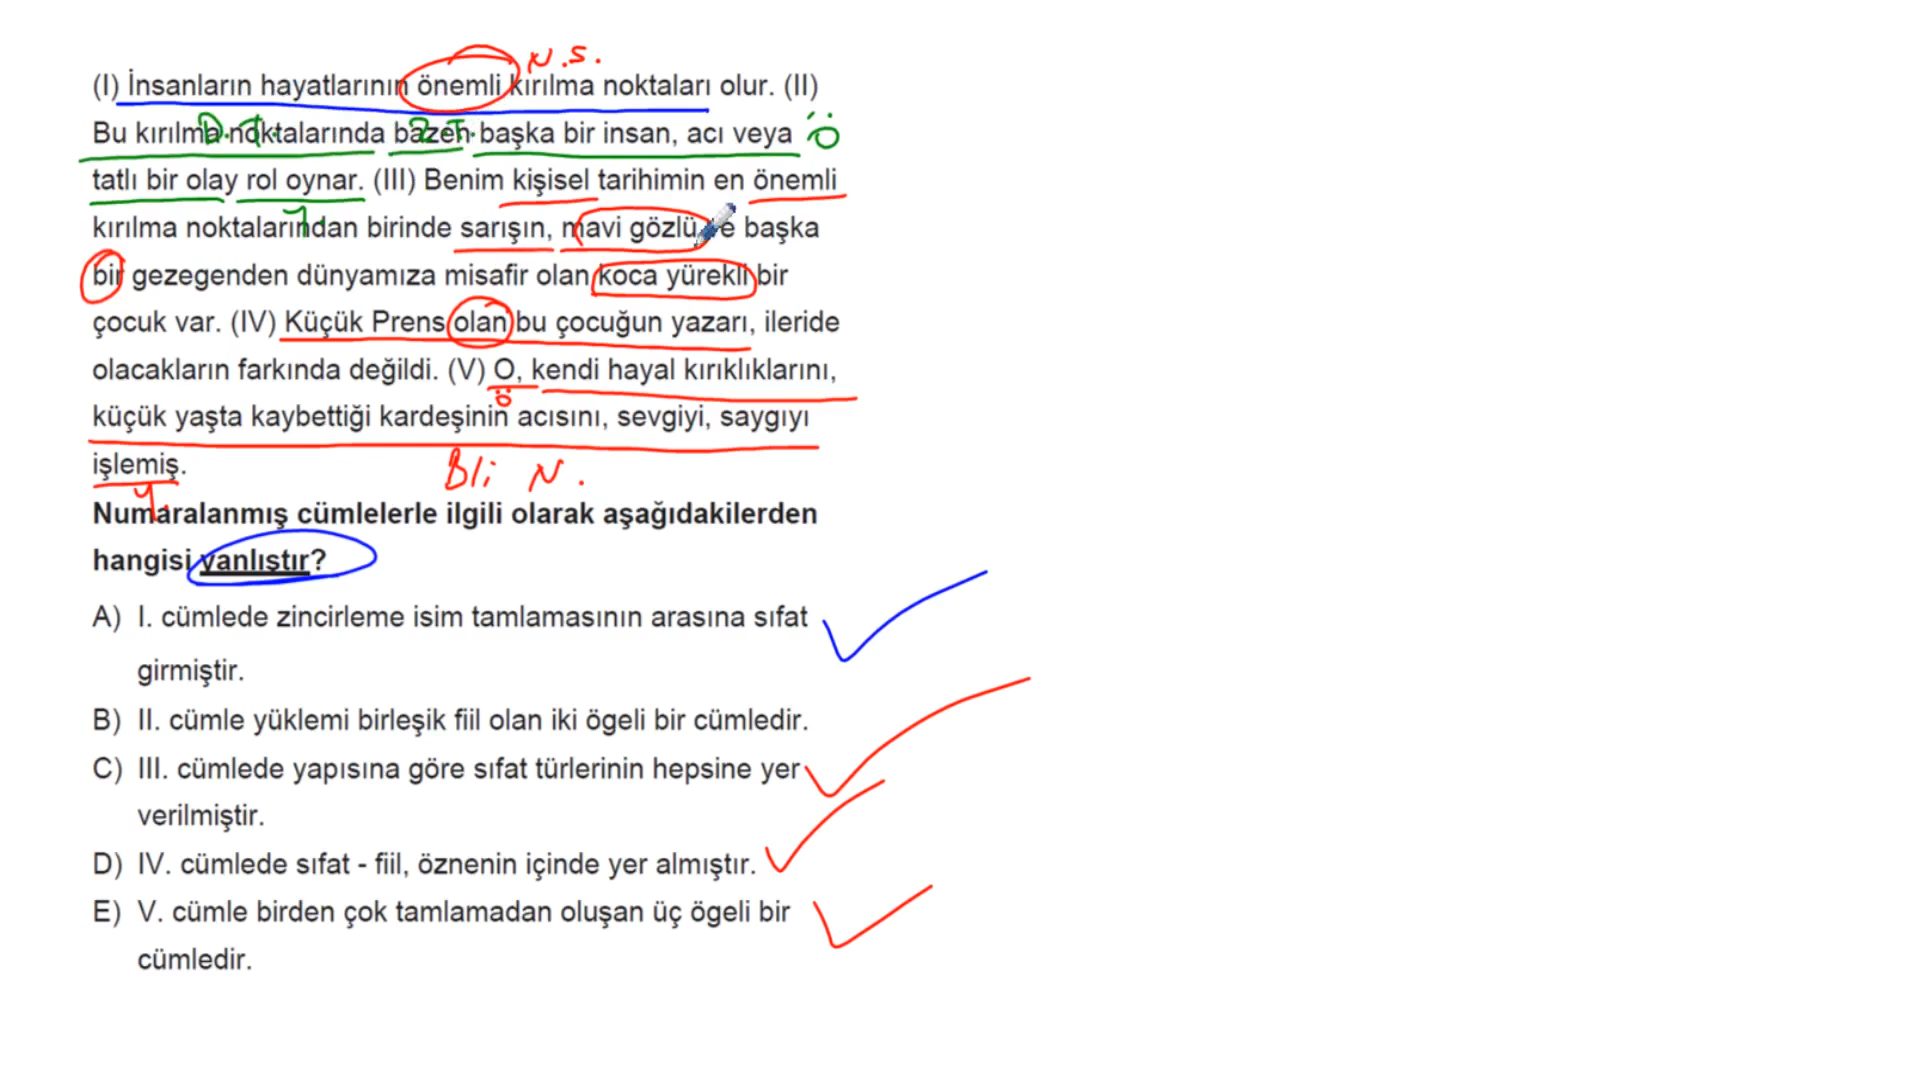 N.S.
(I) İnsanların hayatlarının önemli kırılma noktaları olur. (II)
D.T. Z.T.
Bu kırılma noktalarında bazen başka bir insan, acı veya Ö
tatlı bir olay rol oynar. (III) Benim kişisel tarihimin en önemli
Y.
kırılma noktalarından birinde sarışın, mavi gözlü ve başka
bir gezegenden dünyamıza misafir olan koca yürekli bir
çocuk var. (IV) Küçük Prens olan bu çocuğun yazarı, ileride
olacakların farkında değildi. (V) O, kendi hayal kırıklıklarını,
ö
küçük yaşta kaybettiği kardeşinin acısını, sevgiyi, saygıyı
işlemiş. Bli N.
Y.
Numaralanmış cümlelerle ilgili olarak aşağıdakilerden
hangisi yanlıştır?
A) I. cümlede zincirleme isim tamlamasının arasına sıfat
girmiştir.
B) II. cümle yüklemi birleşik fiil olan iki ögeli bir cümledir.
C) III. cümlede yapısına göre sıfat türlerinin hepsine yer
verilmiştir.
D) IV. cümlede sıfat - fiil, öznenin içinde yer almıştır.
E) V. cümle birden çok tamlamadan oluşan üç ögeli bir
cümledir.